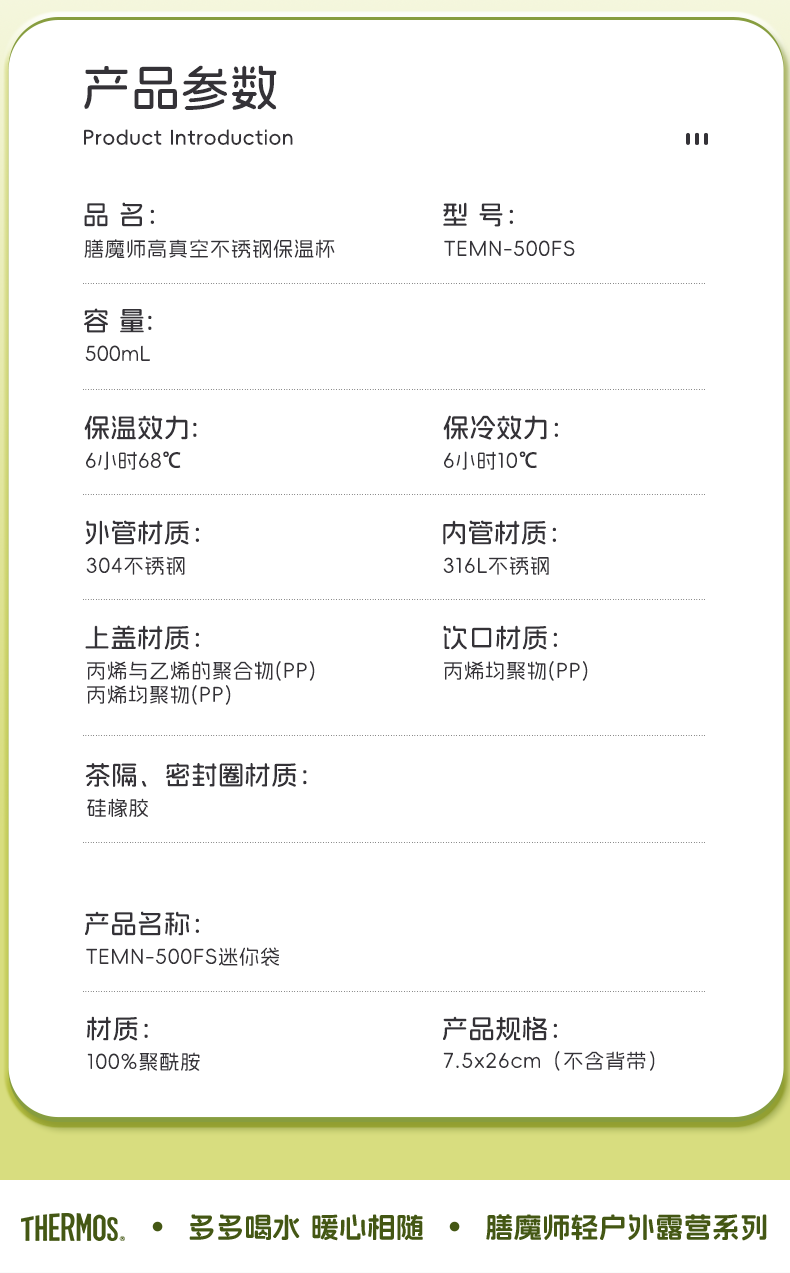 产品参数
Product Introduction
品 名:
膳魔师高真空不锈钢保温杯
型 号:
TEMN-500FS
容 量:
500mL
保温效力:
6小时68℃
保冷效力:
6小时10℃
外管材质:
304不锈钢
内管材质:
316L不锈钢
上盖材质:
丙烯与乙烯的聚合物(PP)
丙烯均聚物(PP)
饮口材质:
丙烯均聚物(PP)
茶隔、密封圈材质:
硅橡胶
产品名称:
TEMN-500FS迷你袋
材质:
100%聚酰胺
产品规格:
7.5x26cm（不含背带）
THERMOS. • 多多喝水 暖心相随 • 膳魔师轻户外露营系列